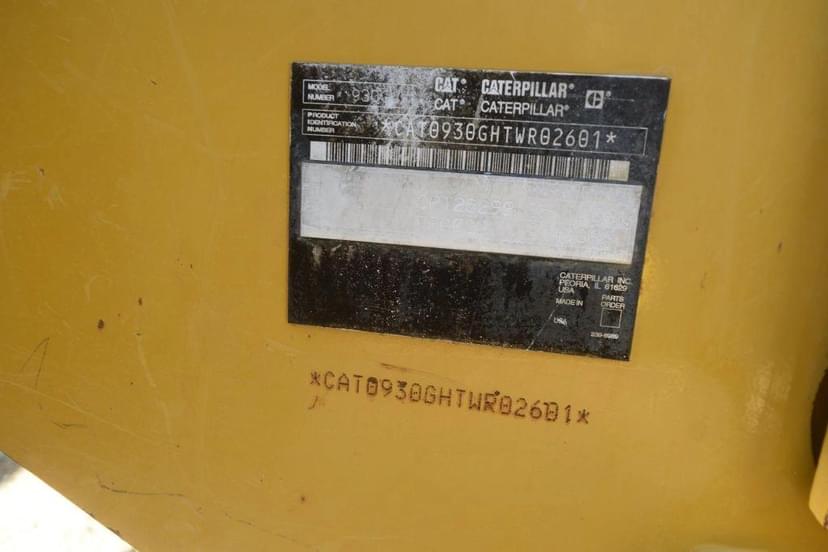 MODEL NUMBER 930
CAT® CATERPILLAR®
CAT® CATERPILLAR®
PRODUCT IDENTIFICATION NUMBER
*CAT0930GHTWR02601*
CATERPILLAR INC.
PEORIA, IL 61629
USA
MADE IN
USA
PARTS
ORDER
*CAT0930GHTWR02601*